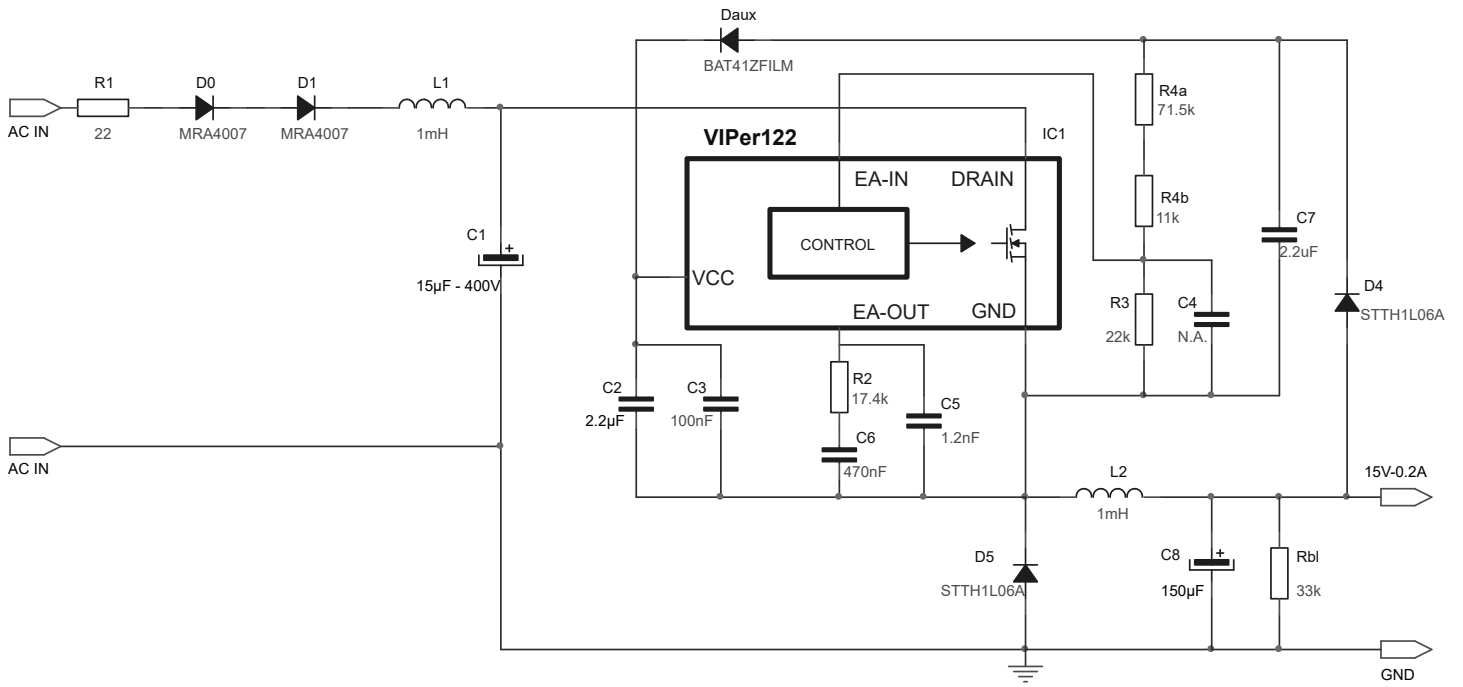 Daux
BAT41ZFILM
R1
22
AC IN
D0
MRA4007
D1
MRA4007
L1
1mH
R4a
71.5k
VIPer122
IC1
EA-IN
DRAIN
R4b
11k
C7
2.2uF
CONTROL
C1
+
15µF - 400V
VCC
EA-OUT
GND
R3
22k
C4
N.A.
D4
STTH1L06A
C2
2.2µF
C3
100nF
R2
17.4k
C5
1.2nF
C6
470nF
AC IN
L2
1mH
15V-0.2A
D5
STTH1L06A
C8
+
150µF
Rbl
33k
GND